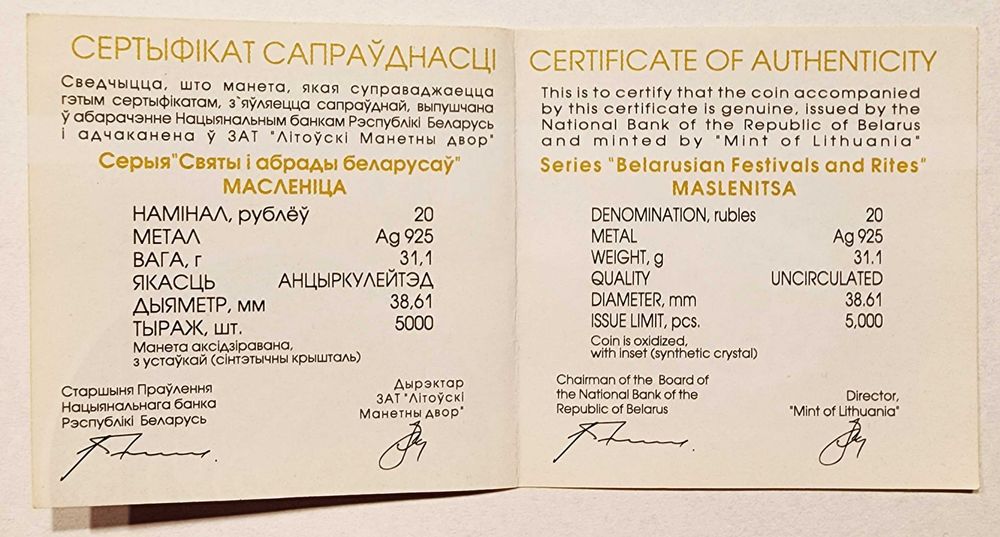 СЕРТЫФІКАТ САПРАЎДНАСЦІ
Сведчыцца, што манета, якая суправаджаецца
гэтым сертыфікатам, з`яўляецца сапраўднай, выпушчана
ў абарачэнне Нацыянальным банкам Рэспублікі Беларусь
і адчаканена ў ЗАТ "Літоўскі Манетны двор"
Серыя"Святы і абрады беларусаў"
МАСЛЕНІЦА
НАМІНАЛ, рублёў 20
МЕТАЛ Ag 925
ВАГА, г 31,1
ЯКАСЦЬ АНЦЫРКУЛЕЙТЭД
ДЫЯМЕТР, мм 38,61
ТЫРАЖ, шт. 5000
Манета аксідзіравана,
з устаўкай (сінтэтычны крышталь)
Старшыня Праўлення
Нацыянальнага банка
Рэспублікі Беларусь
Дырэктар
ЗАТ "Літоўскі
Манетны двор"
CERTIFICATE OF AUTHENTICITY
This is to certify that the coin accompanied
by this certificate is genuine, issued by the
National Bank of the Republic of Belarus
and minted by "Mint of Lithuania"
Series "Belarusian Festivals and Rites"
MASLENITSA
DENOMINATION, rubles 20
METAL Ag 925
WEIGHT, g 31.1
QUALITY UNCIRCULATED
DIAMETER, mm 38.61
ISSUE LIMIT, pcs. 5,000
Coin is oxidized,
with inset (synthetic crystal)
Chairman of the Board of
the National Bank of the
Republic of Belarus
Director,
"Mint of Lithuania"